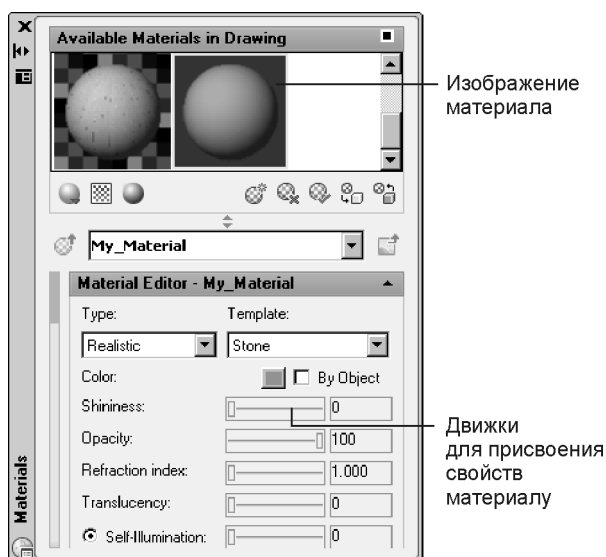 Available Materials in Drawing
Изображение
материала
My_Material
Material Editor - My_Material
Type:
Template:
Realistic
Stone
Color:
By Object
Shininess:
0
Opacity:
100
Refraction index:
1.000
Translucency:
0
Self-Illumination:
0
Движки
для присвоения
свойств
материалу
Materials